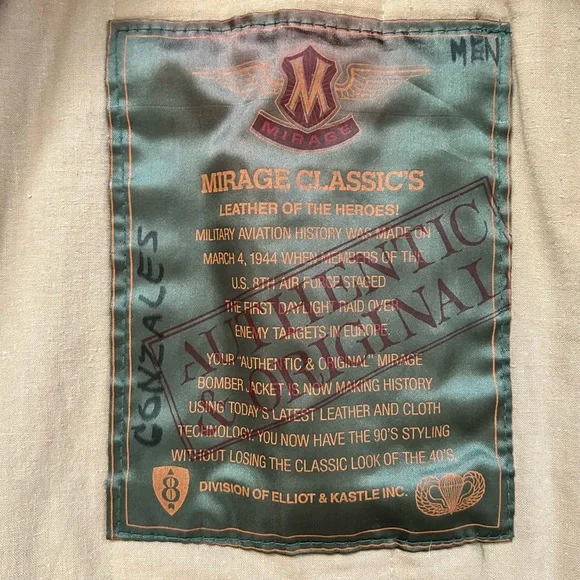 MEN
M
MIRAGE
MIRAGE CLASSIC'S
LEATHER OF THE HEROES!
MILITARY AVIATION HISTORY WAS MADE ON
MARCH 4, 1944 WHEN MEMBERS OF THE
U.S. 8TH AIR FORCE STAGED
THE FIRST DAYLIGHT RAID OVER
ENEMY TARGETS IN EUROPE.
YOUR "AUTHENTIC & ORIGINAL" MIRAGE
BOMBER JACKET IS NOW MAKING HISTORY
USING TODAY'S LATEST LEATHER AND CLOTH
TECHNOLOGY. YOU NOW HAVE THE 90'S STYLING
WITHOUT LOSING THE CLASSIC LOOK OF THE 40'S.
8
DIVISION OF ELLIOT & KASTLE INC.
AUTHENTIC
& ORIGINAL
GONZALES